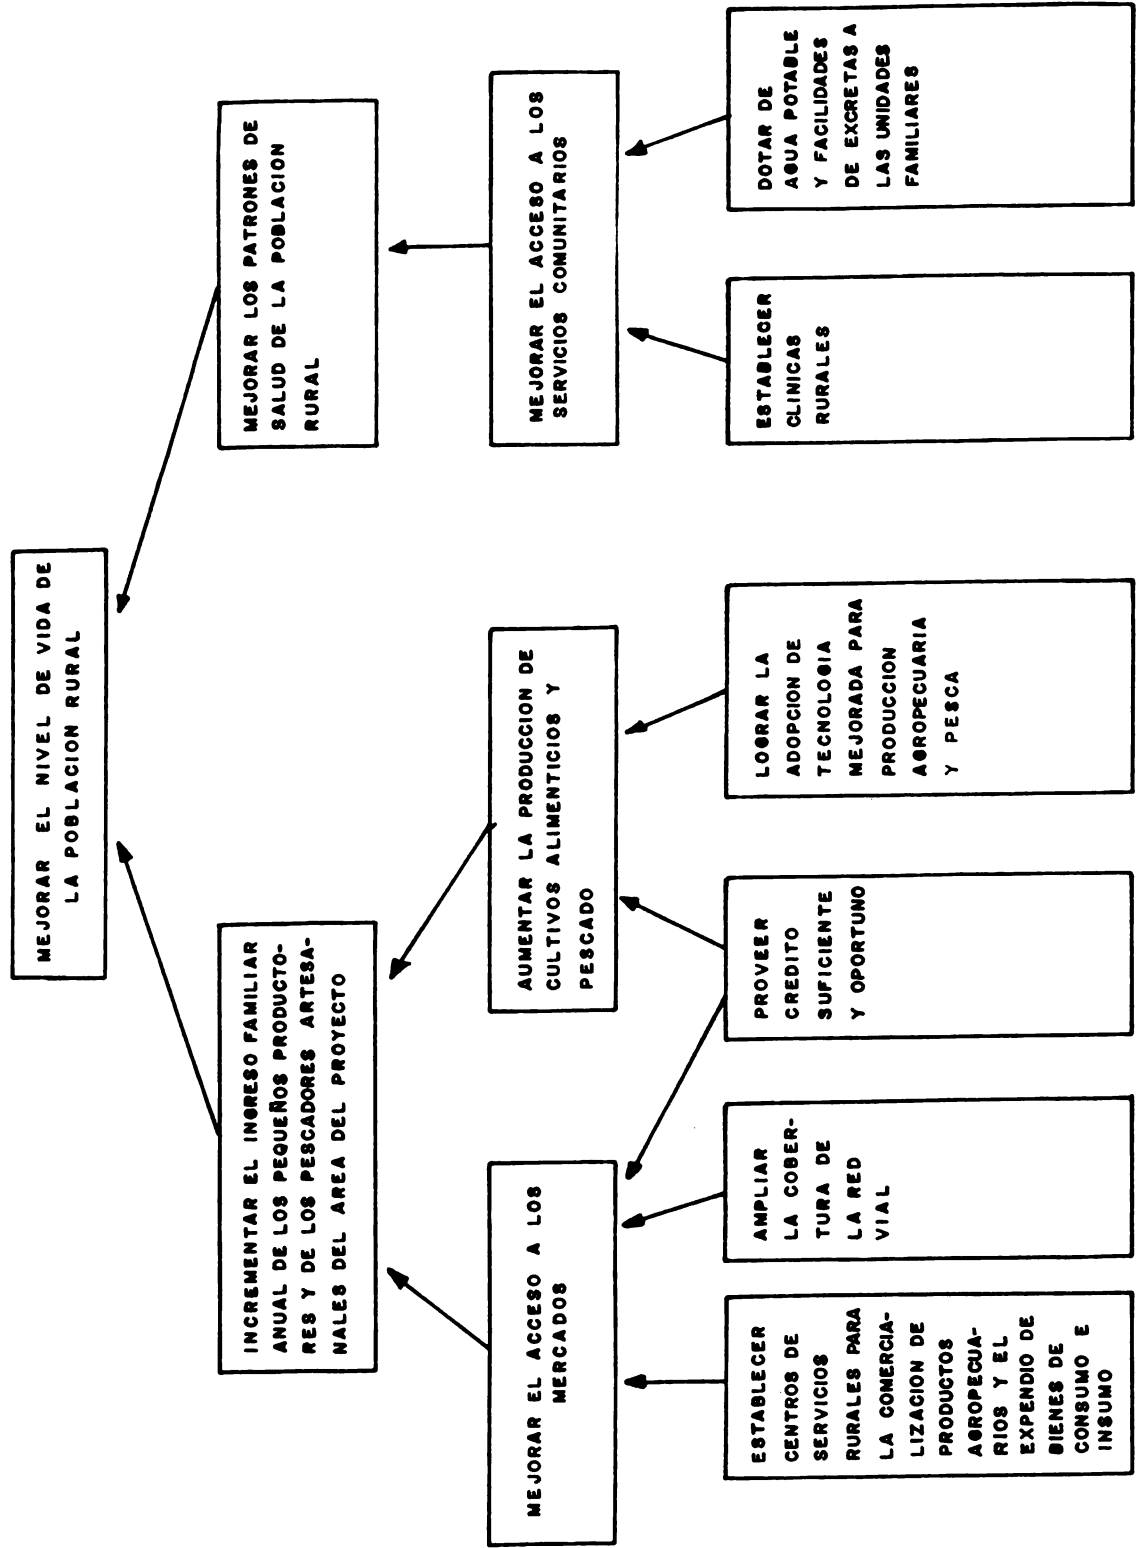 MEJORAR EL NIVEL DE VIDA DE
LA POBLACION RURAL
INCREMENTAR EL INGRESO FAMILIAR
ANUAL DE LOS PEQUEÑOS PRODUCTO-
RES Y DE LOS PESCADORES ARTESA-
NALES DEL AREA DEL PROYECTO
MEJORAR LOS PATRONES DE
SALUD DE LA POBLACION
RURAL
MEJORAR EL ACCESO A LOS
MERCADOS
AUMENTAR LA PRODUCCION DE
CULTIVOS ALIMENTICIOS Y
PESCADO
MEJORAR EL ACCESO A LOS
SERVICIOS COMUNITARIOS
ESTABLECER
CENTROS DE
SERVICIOS
RURALES PARA
LA COMERCIA-
LIZACION DE
PRODUCTOS
AGROPECUA-
RIOS Y EL
EXPENDIO DE
BIENES DE
CONSUMO E
INSUMO
AMPLIAR
LA COBER-
TURA DE
LA RED
VIAL
PROVEER
CREDITO
SUFICIENTE
Y OPORTUNO
LOGRAR LA
ADOPCION DE
TECNOLOGIA
MEJORADA PARA
PRODUCCION
AGROPECUARIA
Y PESCA
ESTABLECER
CLINICAS
RURALES
DOTAR DE
AGUA POTABLE
Y FACILIDADES
DE EXCRETAS A
LAS UNIDADES
FAMILIARES